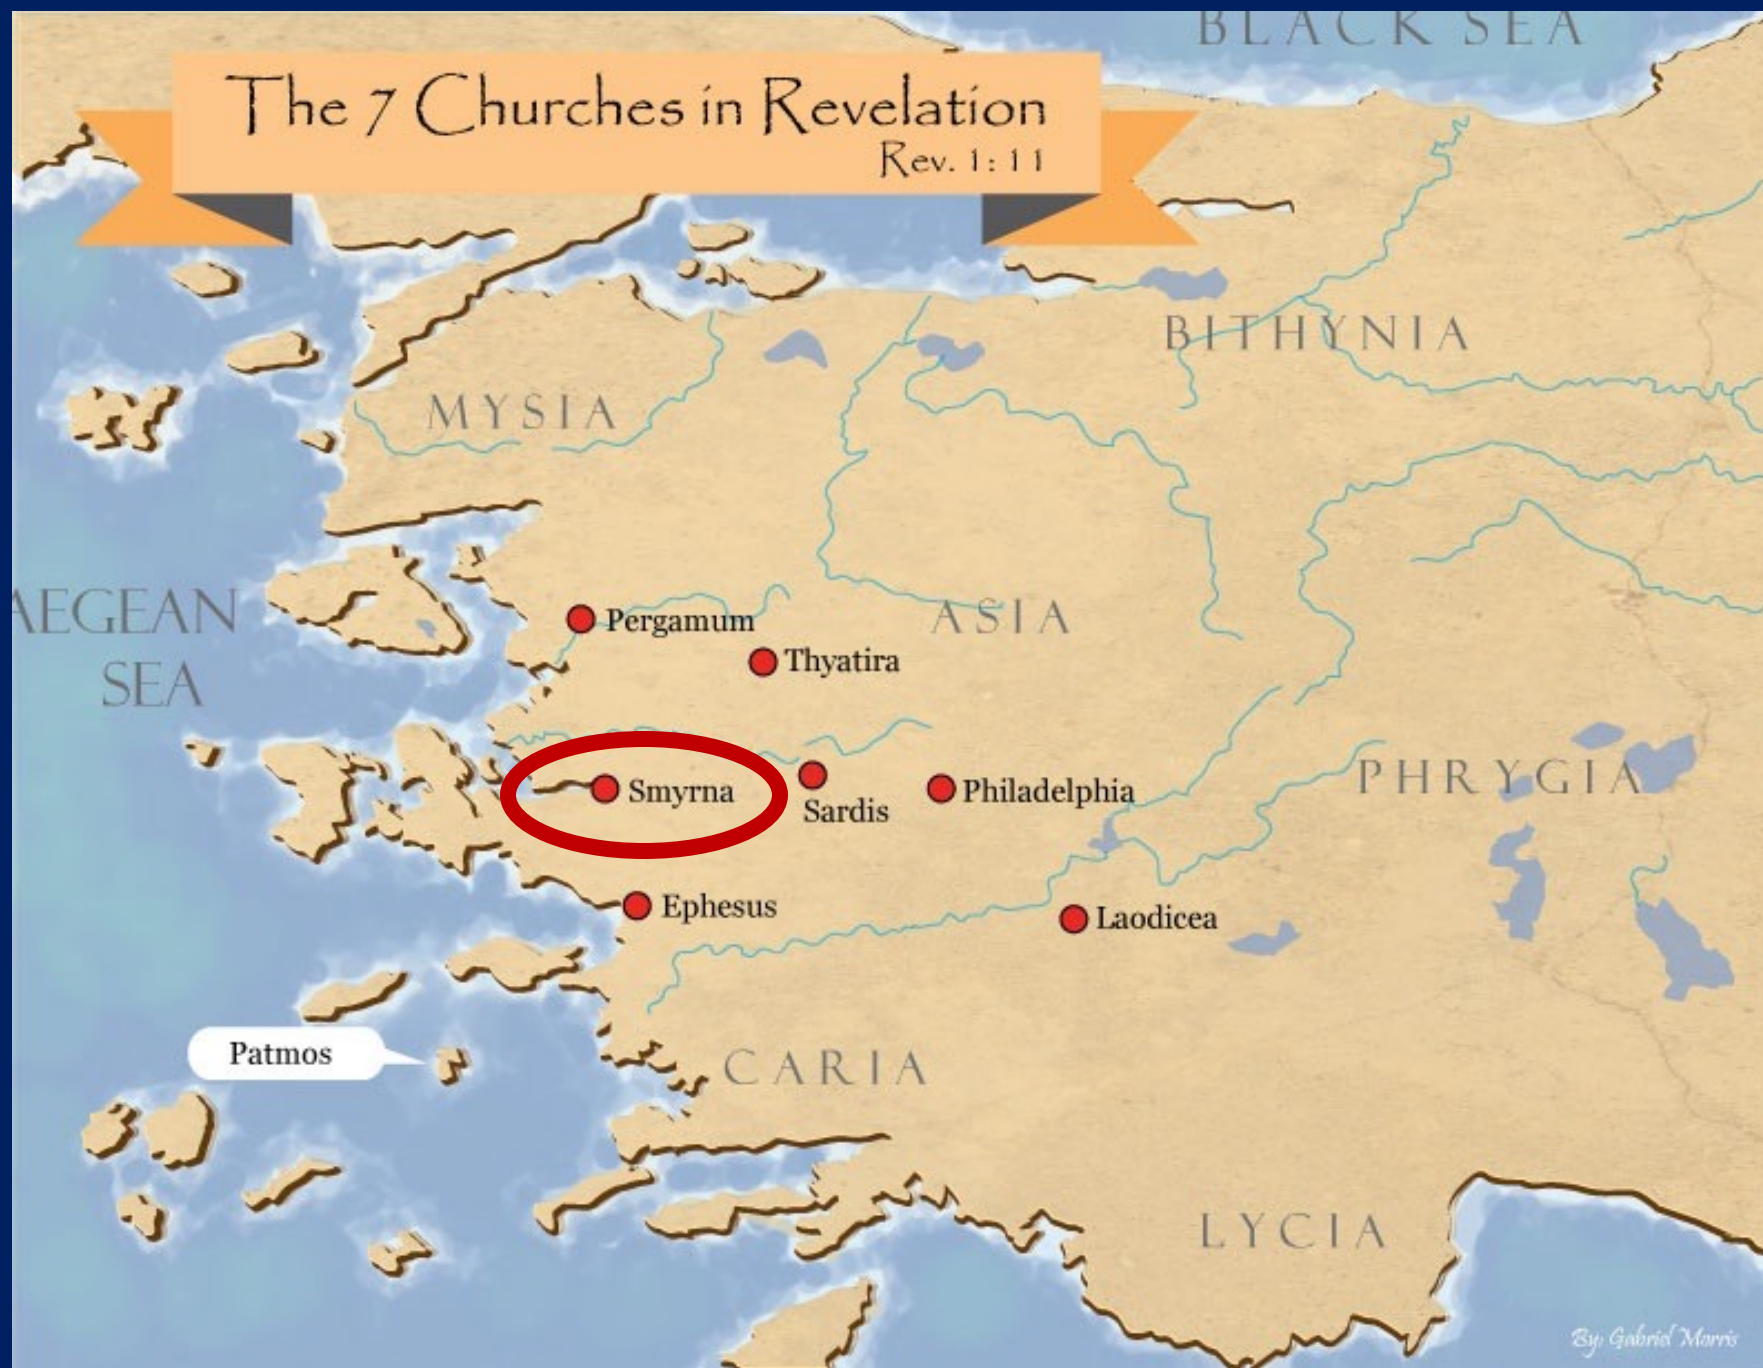 BLACK SEA
The 7 Churches in Revelation
Rev. 1:11
BITHYNIA
MYSIA
AEGEAN
SEA
Pergamum
ASIA
Thyatira
PHRYGIA
Smyrna
Sardis
Philadelphia
Ephesus
Laodicea
Patmos
CARIA
LYCIA
By: Gabriel Morris